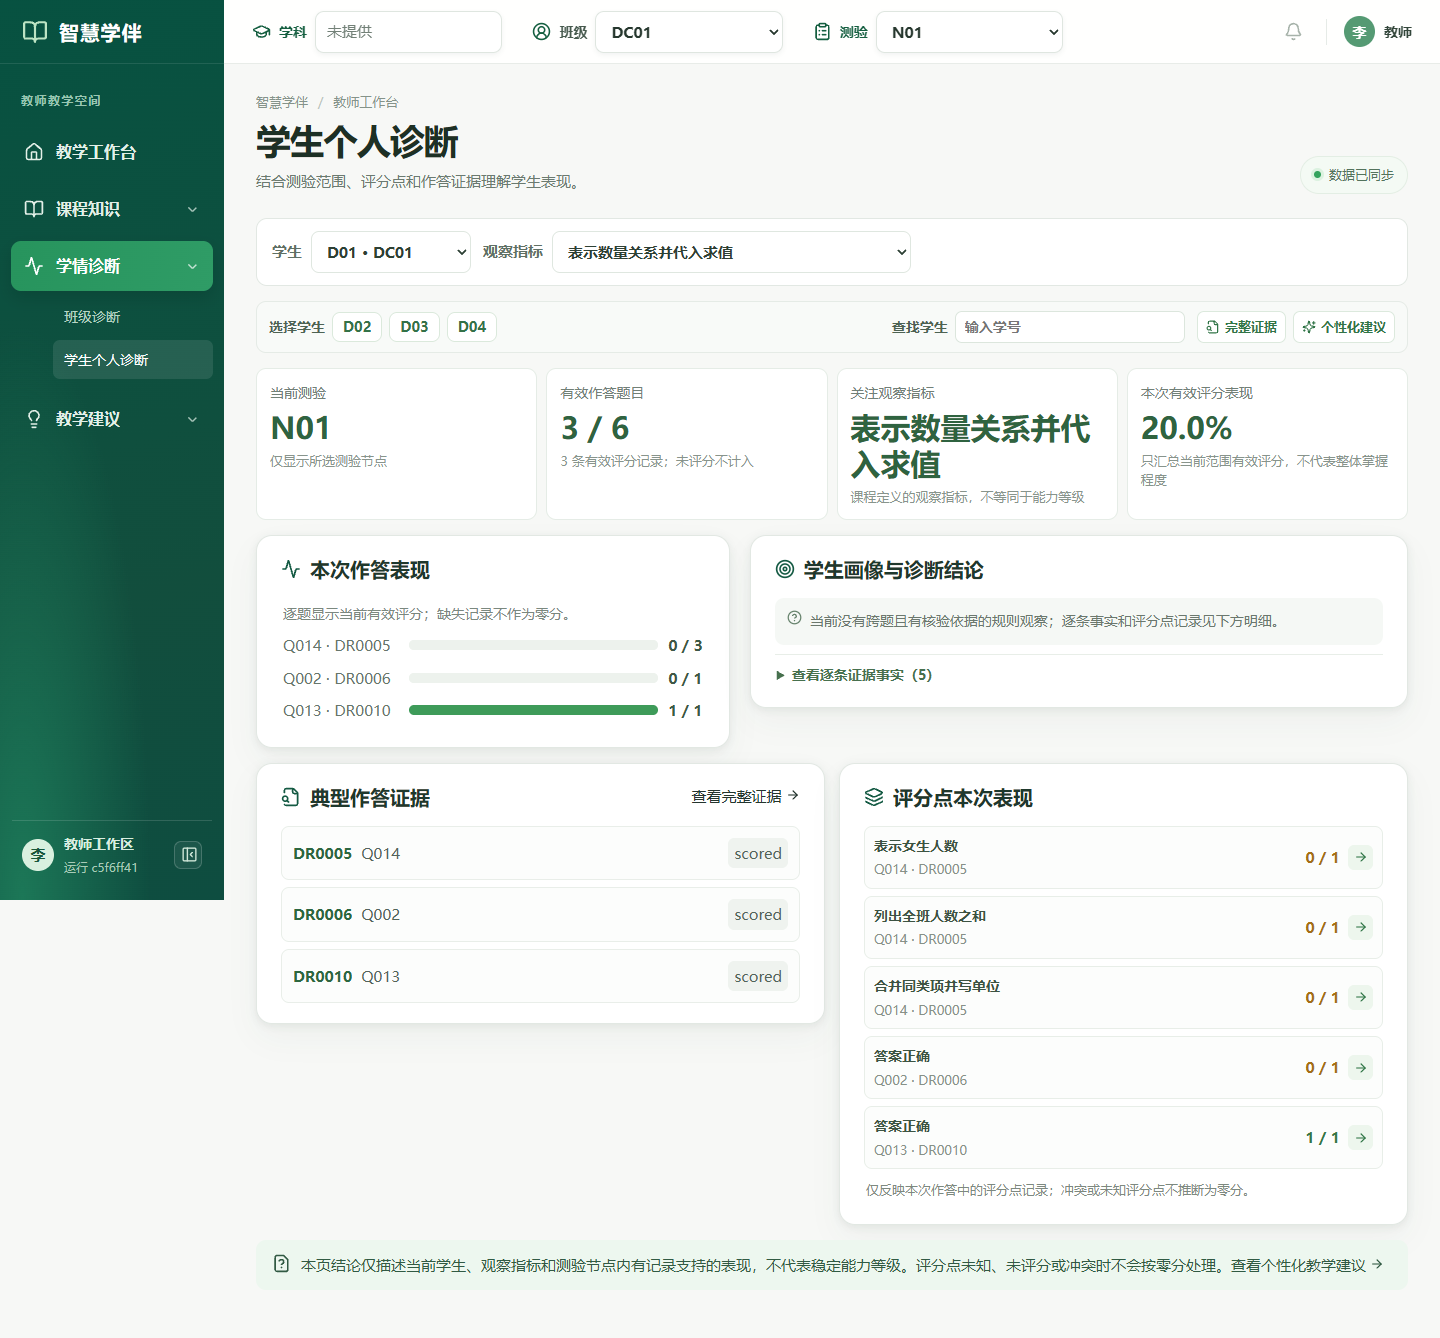 智慧学伴
学科 未提供 班级 DC01 测验 N01 李 教师
教师教学空间
教学工作台
课程知识
学情诊断
班级诊断
学生个人诊断
教学建议
李 教师工作区
运行 c5f6ff41
智慧学伴 / 教师工作台
学生个人诊断
结合测验范围、评分点和作答证据理解学生表现。
数据已同步
学生 D01 · DC01 观察指标 表示数量关系并代入求值
选择学生 D02 D03 D04 查找学生 输入学号 完整证据 个性化建议
当前测验
N01
仅显示所选测验节点
有效作答题目
3 / 6
3 条有效评分记录；未评分不计入
关注观察指标
表示数量关系并代
入求值
课程定义的观察指标，不等同于能力等级
本次有效评分表现
20.0%
只汇总当前范围有效评分，不代表整体掌握
程度
本次作答表现
逐题显示当前有效评分；缺失记录不作为零分。
Q014 · DR0005 0 / 3
Q002 · DR0006 0 / 1
Q013 · DR0010 1 / 1
学生画像与诊断结论
当前没有跨题且有核验依据的规则观察；逐条事实和评分点记录见下方明细。
查看逐条证据事实（5）
典型作答证据 查看完整证据
DR0005 Q014 scored
DR0006 Q002 scored
DR0010 Q013 scored
评分点本次表现
表示女生人数
Q014 · DR0005 0 / 1
列出全班人数之和
Q014 · DR0005 0 / 1
合并同类项并写单位
Q014 · DR0005 0 / 1
答案正确
Q002 · DR0006 0 / 1
答案正确
Q013 · DR0010 1 / 1
仅反映本次作答中的评分点记录；冲突或未知评分点不推断为零分。
本页结论仅描述当前学生、观察指标和测验节点内有记录支持的表现，不代表稳定能力等级。评分点未知、未评分或冲突时不会按零分处理。查看个性化教学建议